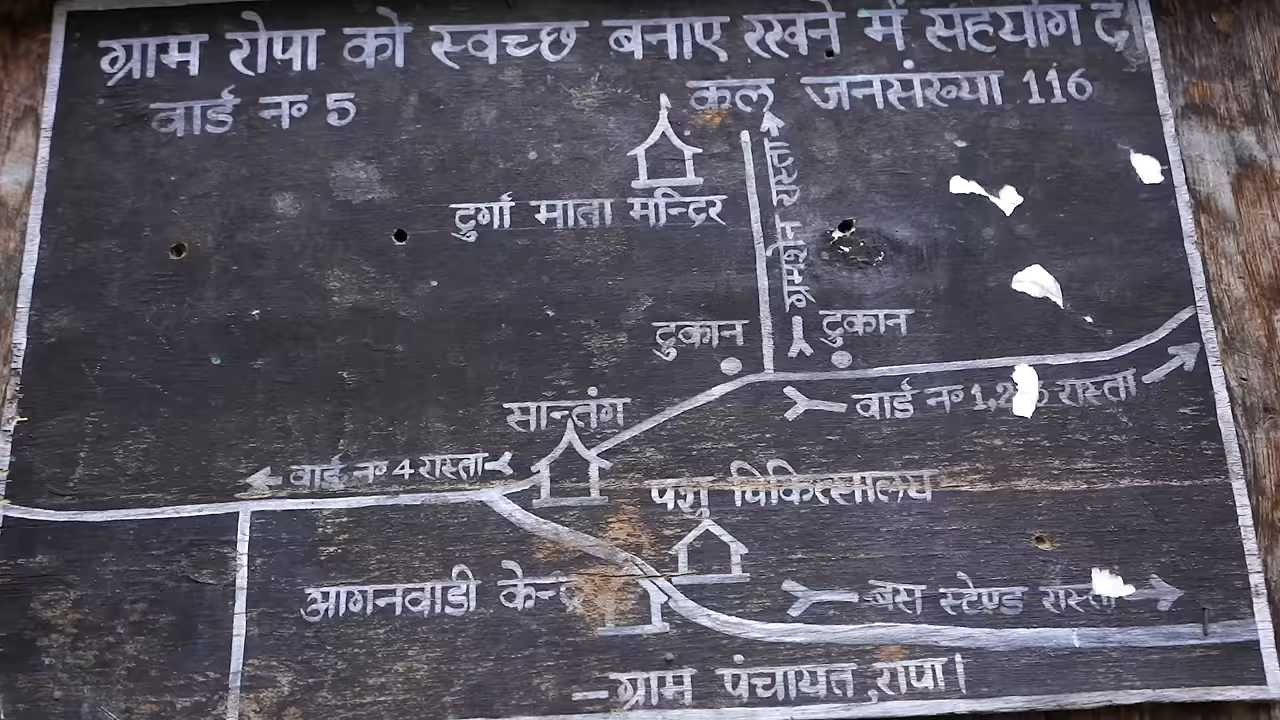 ग्राम रोपा को स्वच्छ बनाए रखने में सहयोग दें
वार्ड न० 5
कुल जनसंख्या 116
दुर्गा माता मन्दिर
शमशेान रास्ता
दुकान
दुकान
वार्ड न० 1,2 रास्ता
सान्तंग
वार्ड न० 4 रास्ता
पशु चिकित्सालय
आगनवाडी केन्द्र
बस स्टेण्ड रास्ता
—ग्राम पंचायत रोपा।